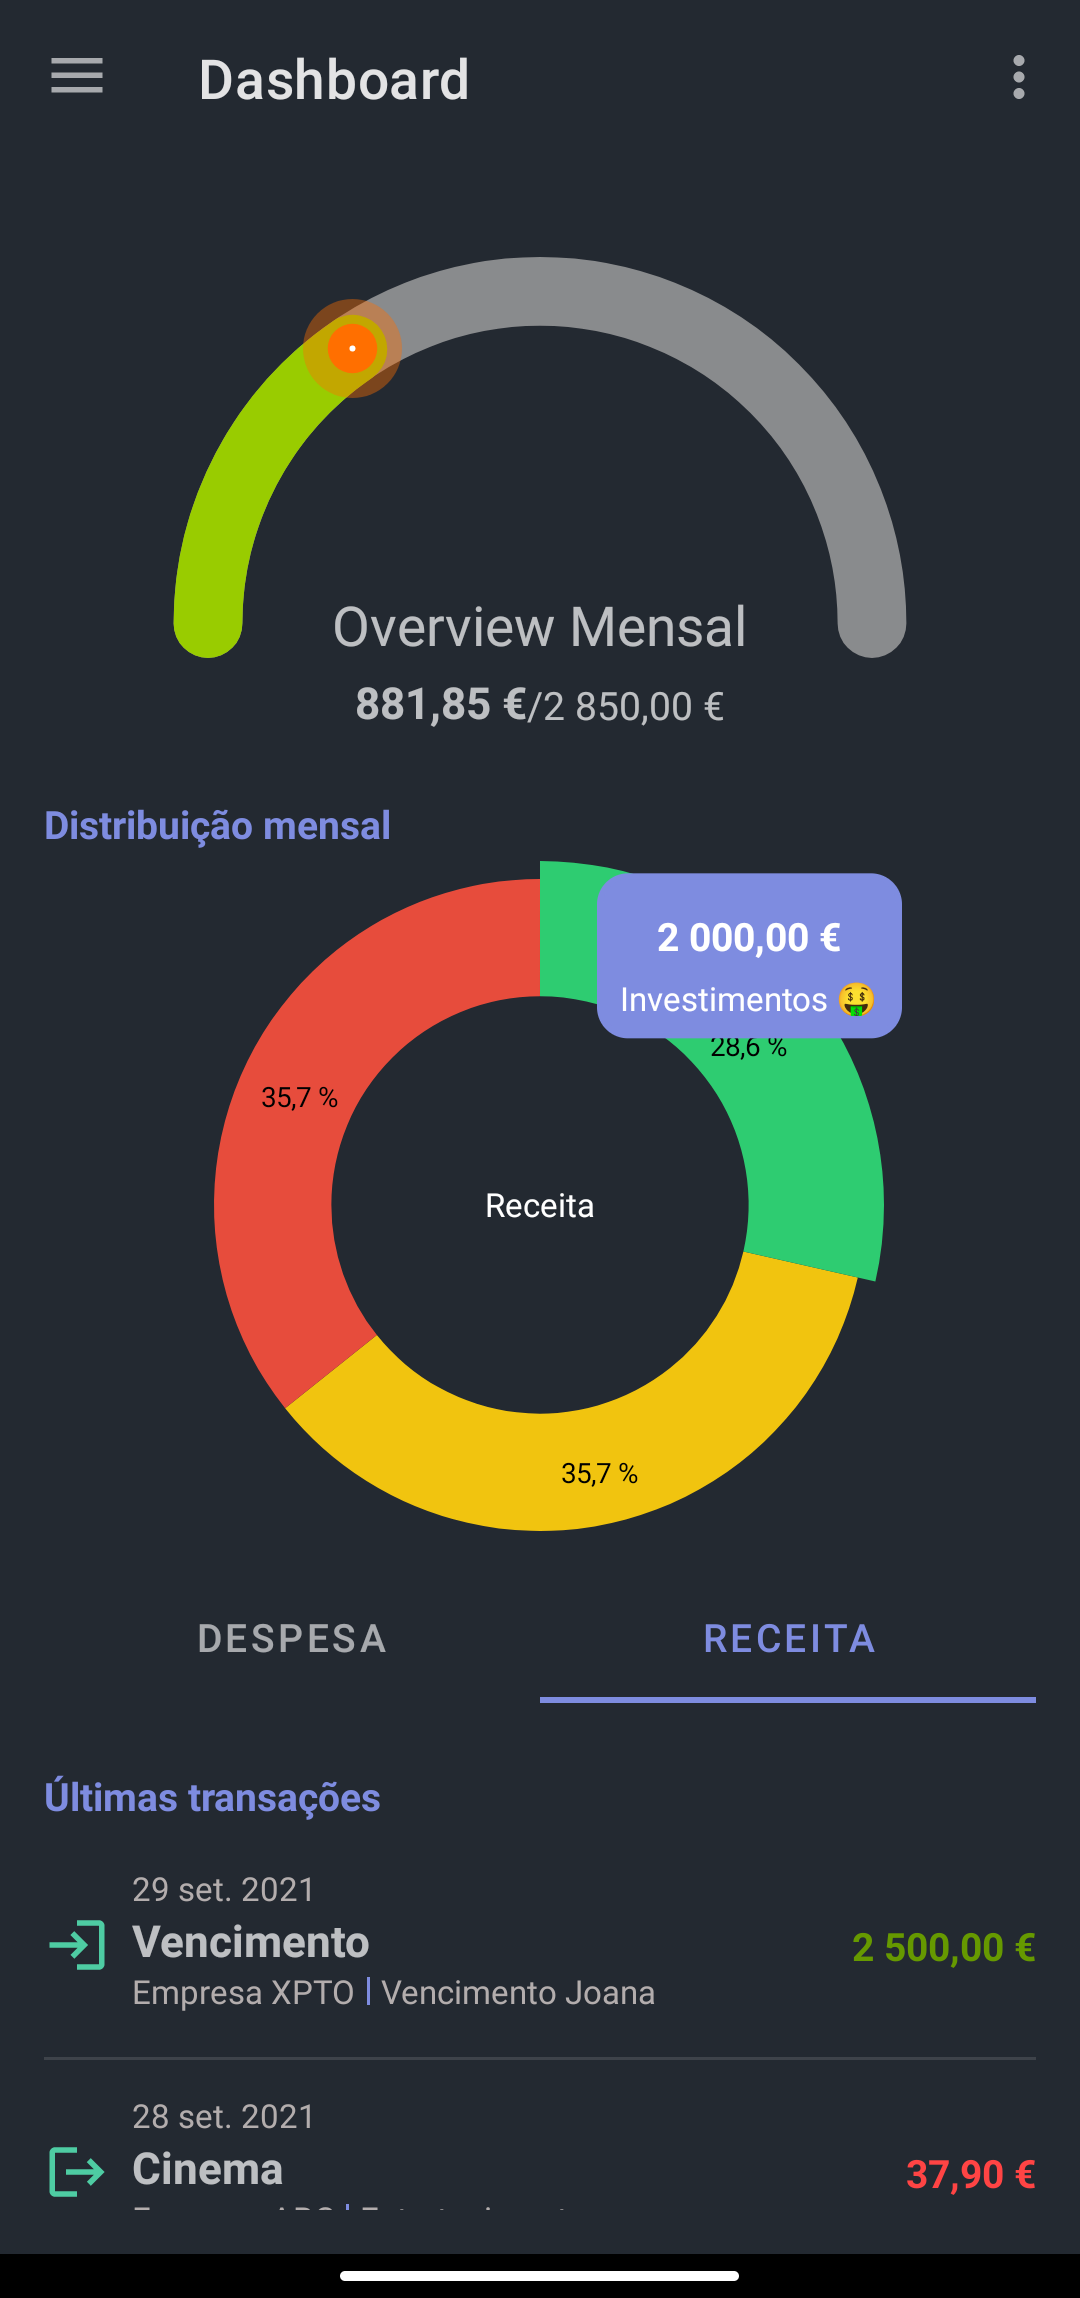 Dashboard
Overview Mensal
881,85 €/2 850,00 €
Distribuição mensal
2 000,00 €
Investimentos 🤑
28,6 %
35,7 %
Receita
35,7 %
DESPESA
RECEITA
Últimas transações
29 set. 2021
Vencimento
2 500,00 €
Empresa XPTO | Vencimento Joana
28 set. 2021
Cinema
37,90 €